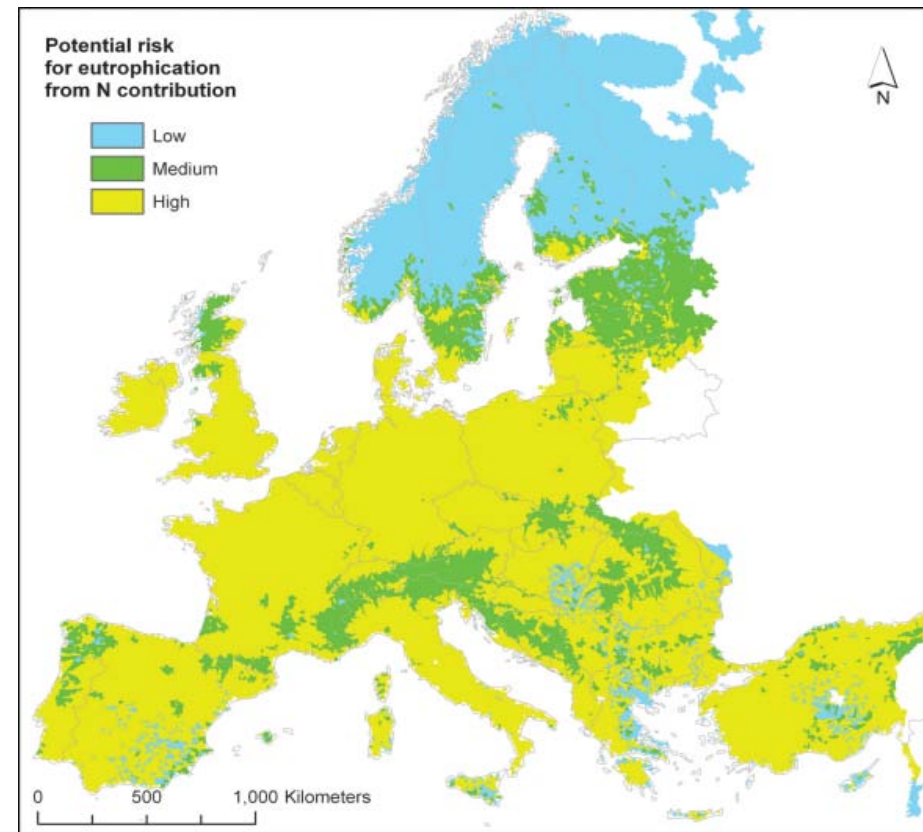 Potential risk
for eutrophication
from N contribution
Low
Medium
High
N
0 500 1,000 Kilometers